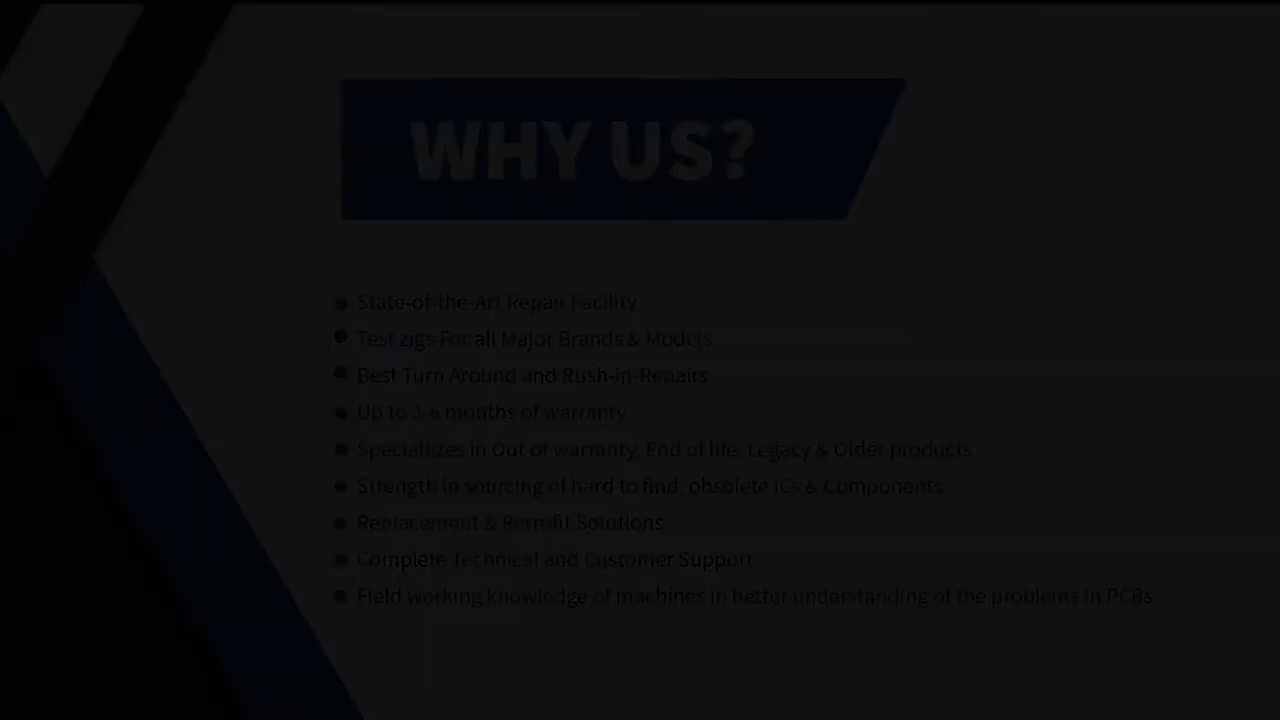 WHY US?
State-of-the-Art Repair Facility
Test zigs For all Major Brands & Models
Best Turn Around and Rush-in-Repairs
Up to 3-6 months of warranty
Speciallizes in Out of warranty, End of life, Legacy & Older products
Strength in sourcing of hard to find, obsolete ICs & Components
Replacement & Retrofit Solutions
Complete Technical and Customer Support
Field working knowledge of machines in better understanding of the problems in PCBs